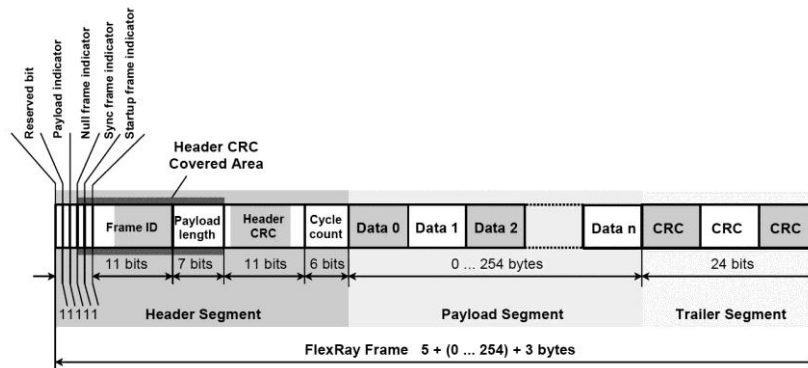 Reserved bit
Payload indicator
Null frame indicator
Sync frame indicator
Startup frame indicator
Header CRC
Covered Area
Frame ID
Payload
length
Header
CRC
Cycle
count
Data 0
Data 1
Data 2
Data n
CRC
CRC
CRC
11 bits
7 bits
11 bits
6 bits
0 ... 254 bytes
24 bits
11111
Header Segment
Payload Segment
Trailer Segment
FlexRay Frame 5 + (0 ... 254) + 3 bytes